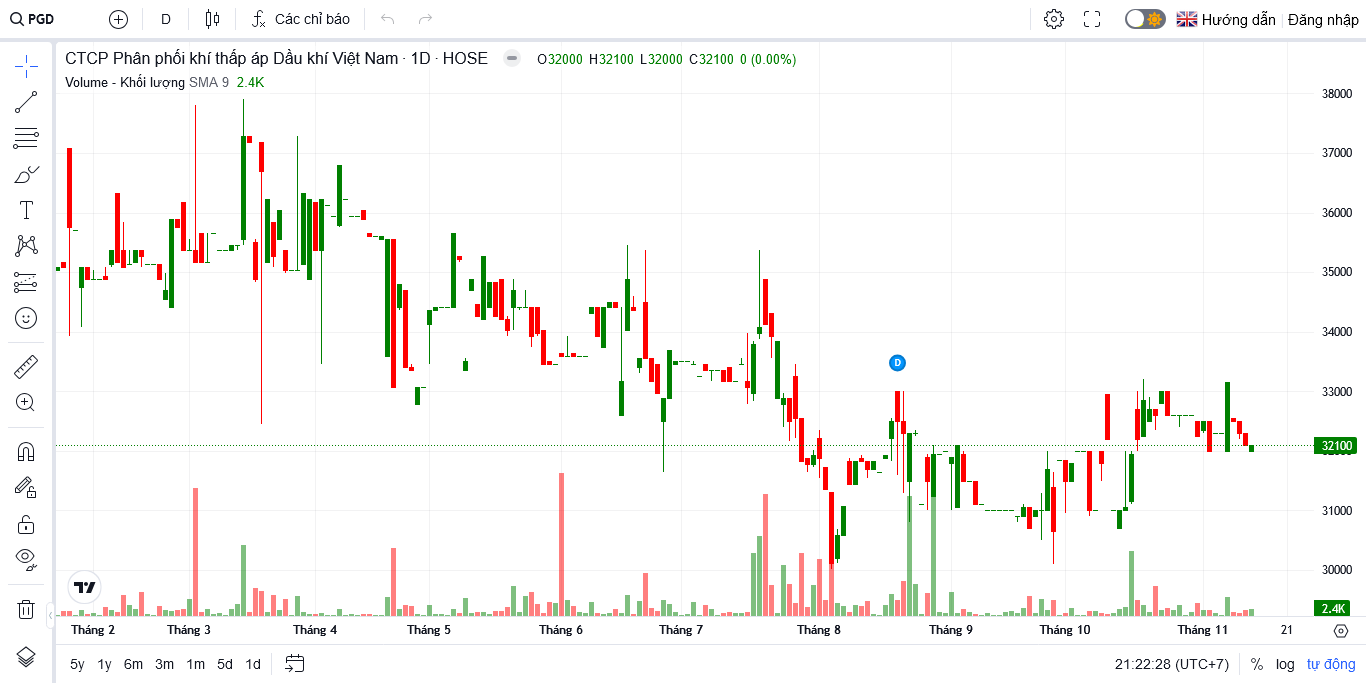 PGD D Các chỉ báo Hướng dẫn Đăng nhập
CTCP Phân phối khí thấp áp Dầu khí Việt Nam · 1D · HOSE O32000 H32100 L32000 C32100 0 (0.00%)
Volume - Khối lượng SMA 9 2.4K
38000
37000
36000
35000
34000
33000
D
32100
31000
30000
2.4K
Tháng 2 Tháng 3 Tháng 4 Tháng 5 Tháng 6 Tháng 7 Tháng 8 Tháng 9 Tháng 10 Tháng 11 21
5y 1y 6m 3m 1m 5d 1d 21:22:28 (UTC+7) % log tự động